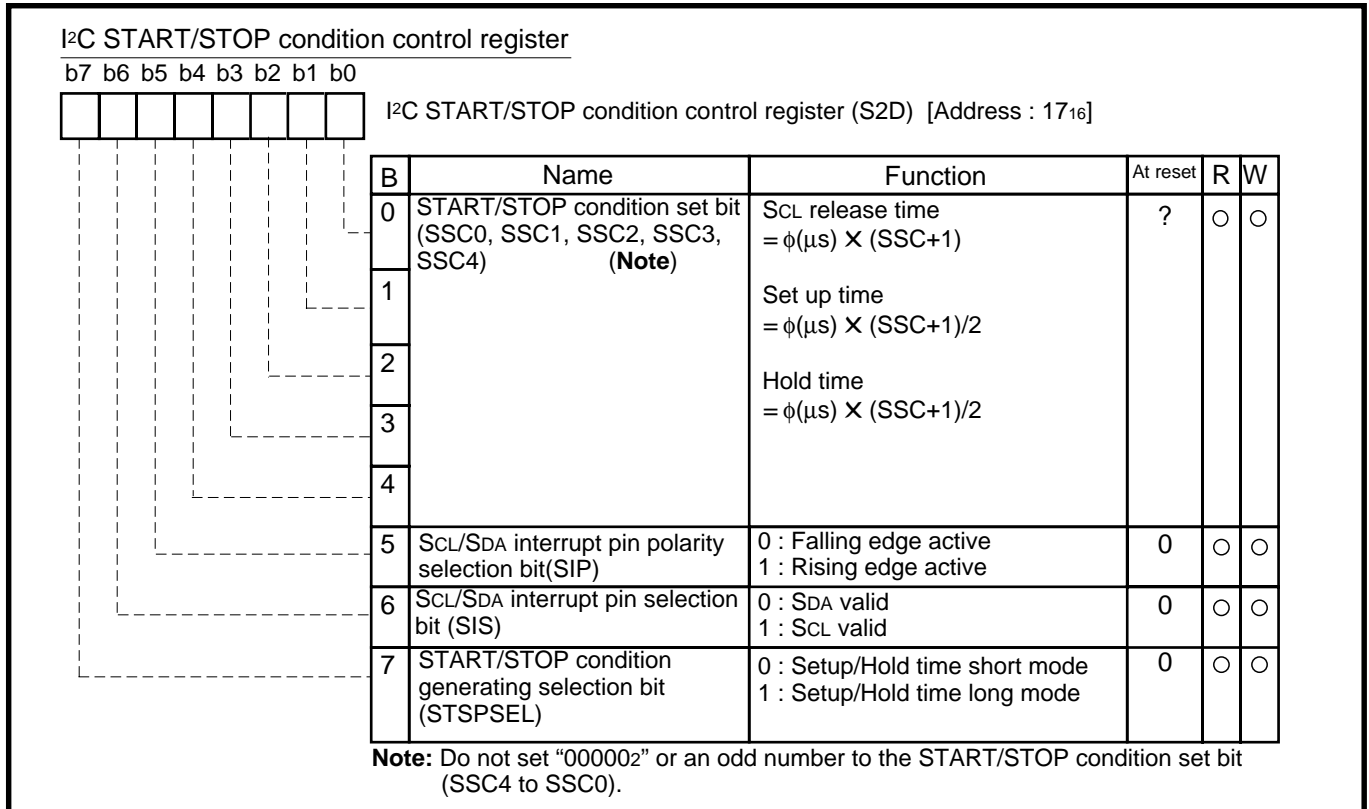 I2C START/STOP condition control register
b7 b6 b5 b4 b3 b2 b1 b0
I2C START/STOP condition control register (S2D) [Address : 1716]
B Name Function At reset R W
0 START/STOP condition set bit SCL release time ? ○ ○
(SSC0, SSC1, SSC2, SSC3, = ϕ(μs) × (SSC+1)
SSC4) (Note)
1 Set up time
= ϕ(μs) × (SSC+1)/2
2
Hold time
= ϕ(μs) × (SSC+1)/2
3
4
5 SCL/SDA interrupt pin polarity 0 : Falling edge active 0 ○ ○
selection bit(SIP) 1 : Rising edge active
6 SCL/SDA interrupt pin selection 0 : SDA valid 0 ○ ○
bit (SIS) 1 : SCL valid
7 START/STOP condition 0 : Setup/Hold time short mode 0 ○ ○
generating selection bit 1 : Setup/Hold time long mode
(STSPSEL)
Note: Do not set “000002” or an odd number to the START/STOP condition set bit
(SSC4 to SSC0).